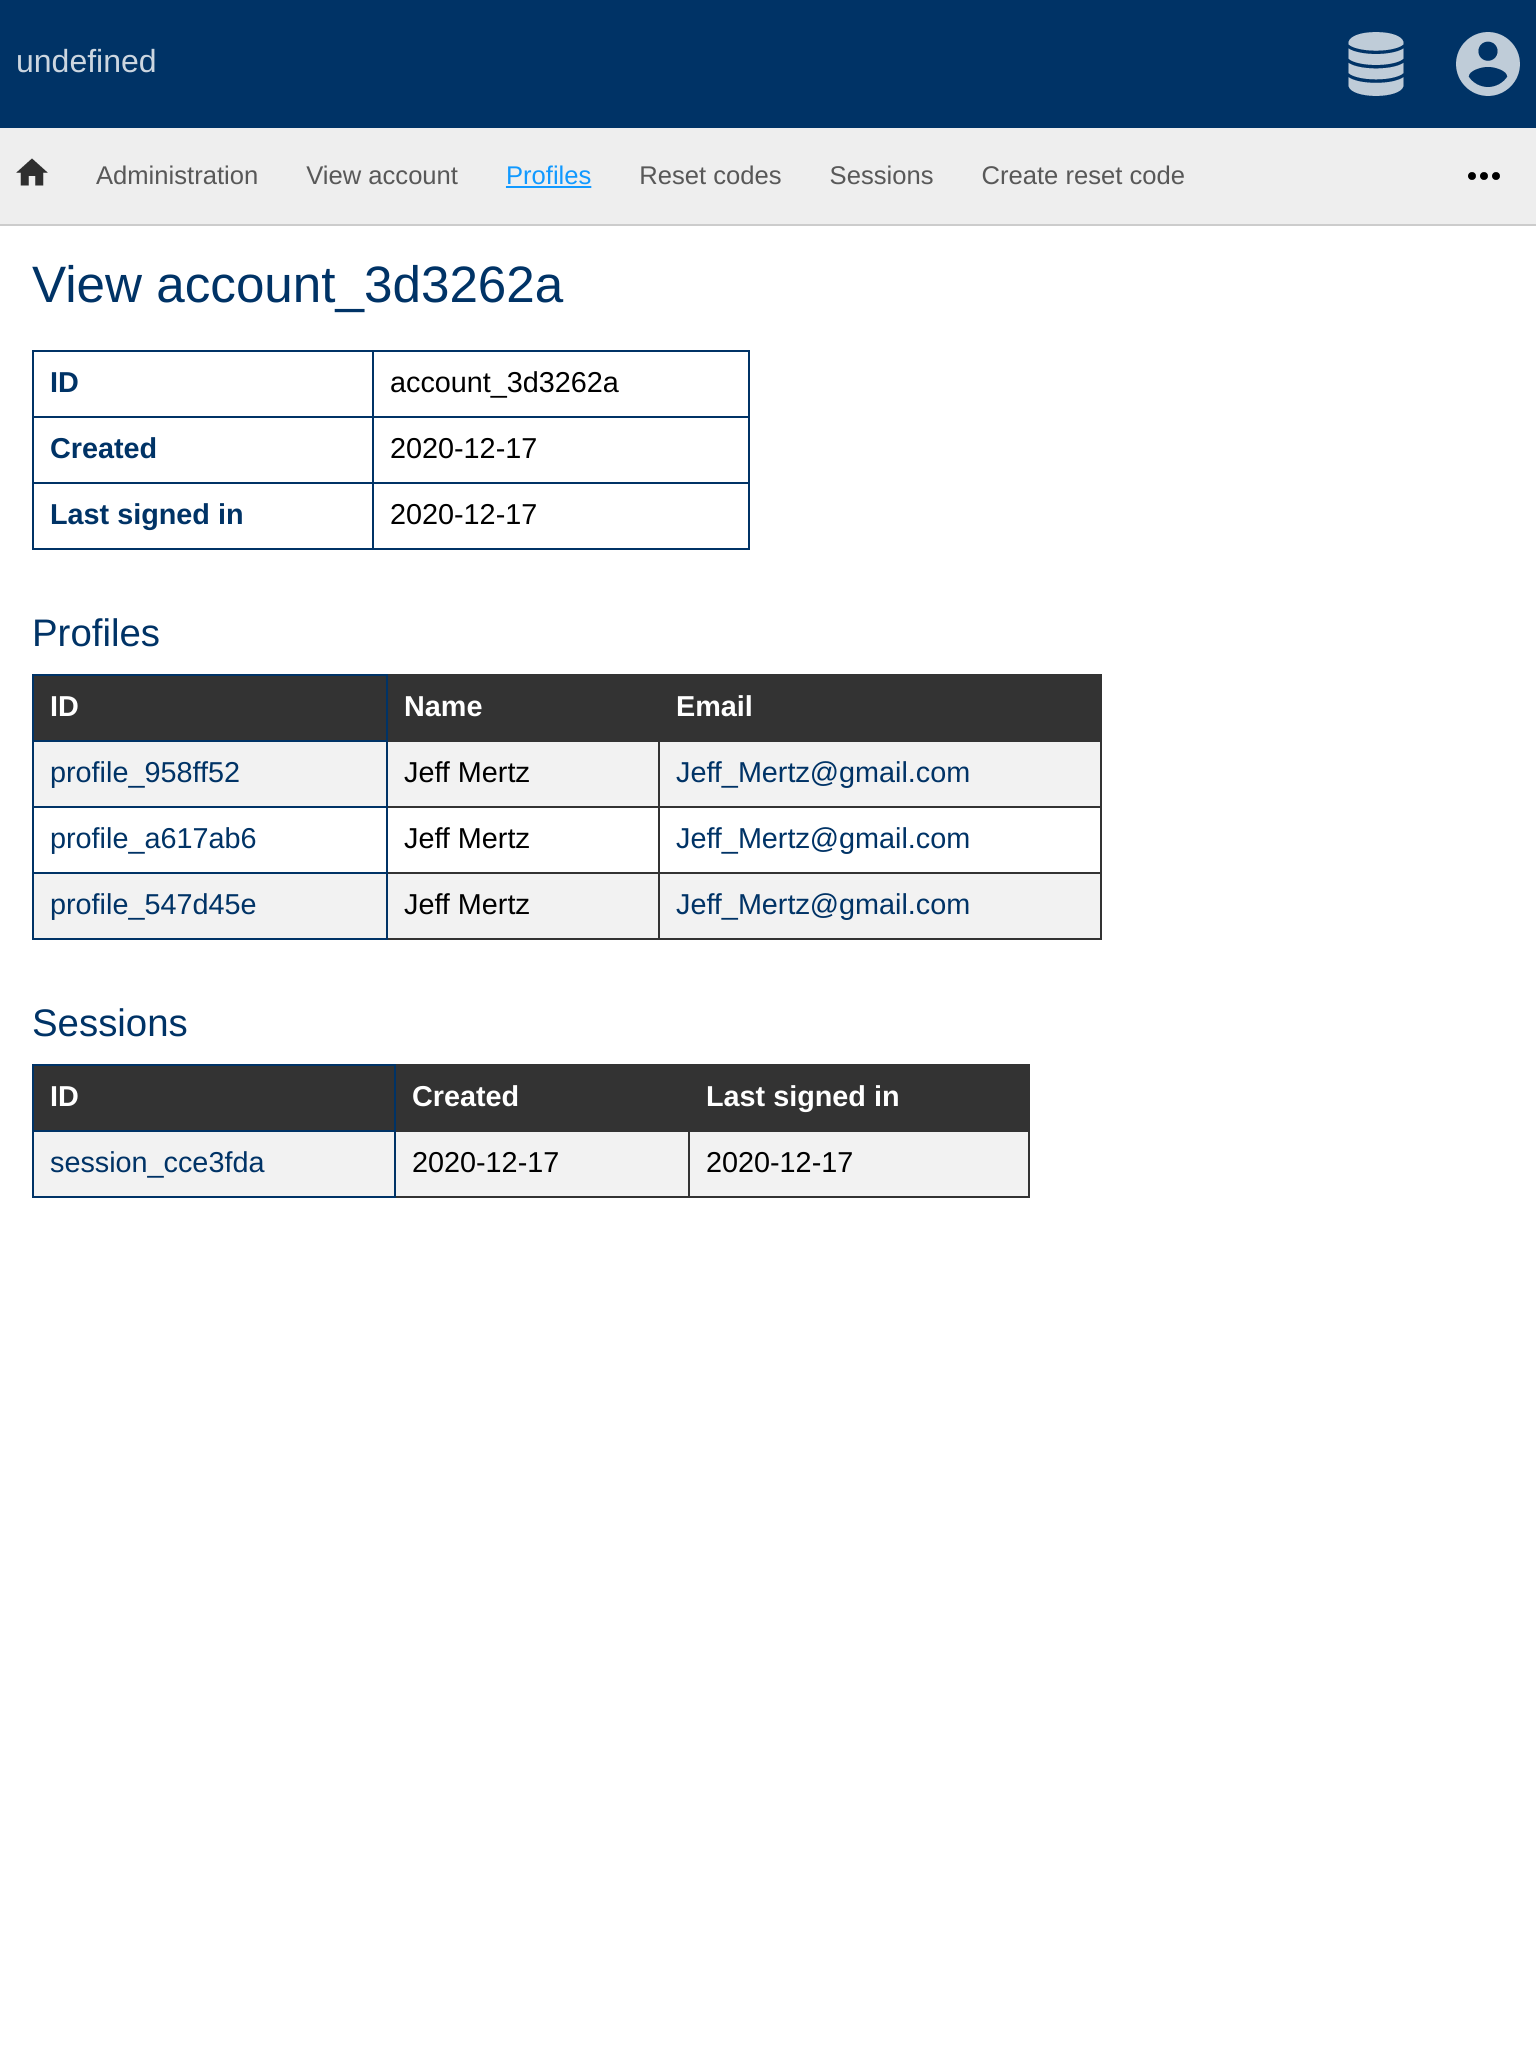 undefined
Administration View account Profiles Reset codes Sessions Create reset code
View account_3d3262a
ID account_3d3262a
Created 2020-12-17
Last signed in 2020-12-17
Profiles
ID Name Email
profile_958ff52 Jeff Mertz Jeff_Mertz@gmail.com
profile_a617ab6 Jeff Mertz Jeff_Mertz@gmail.com
profile_547d45e Jeff Mertz Jeff_Mertz@gmail.com
Sessions
ID Created Last signed in
session_cce3fda 2020-12-17 2020-12-17